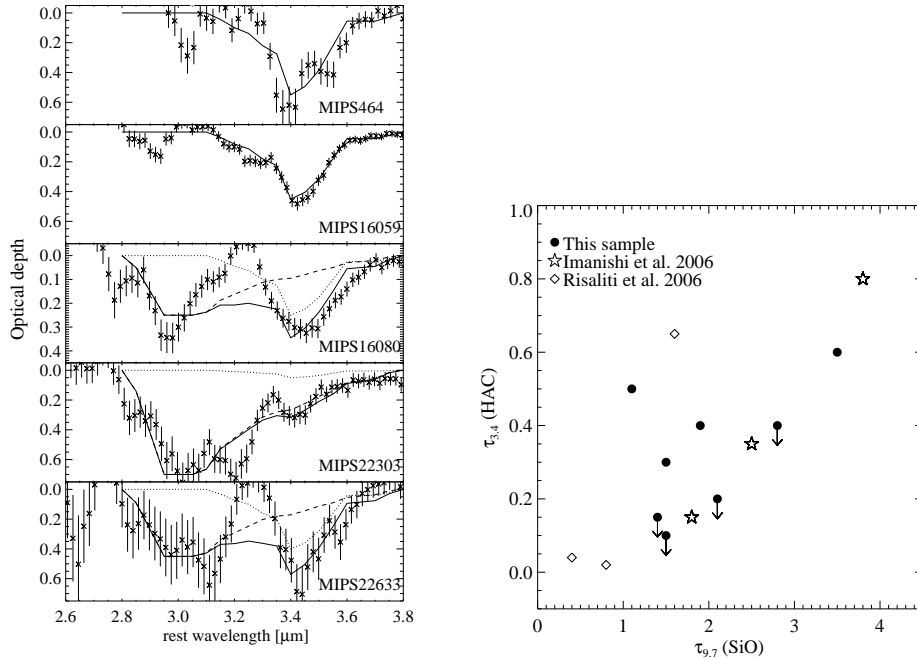 0.0
0.2
0.4
0.6
MIPS464
0.0
0.2
0.4
0.6
MIPS16059
0.0
0.1
0.2
0.3
0.4
MIPS16080
0.0
0.2
0.4
0.6
MIPS22303
0.0
0.2
0.4
0.6
MIPS22633
2.6 2.8 3.0 3.2 3.4 3.6 3.8
rest wavelength [μm]
Optical depth
1.0
0.8
0.6
0.4
0.2
0.0
This sample
Imanishi et al. 2006
Risaliti et al. 2006
0 1 2 3 4
τ9.7 (SiO)
τ3.4 (HAC)